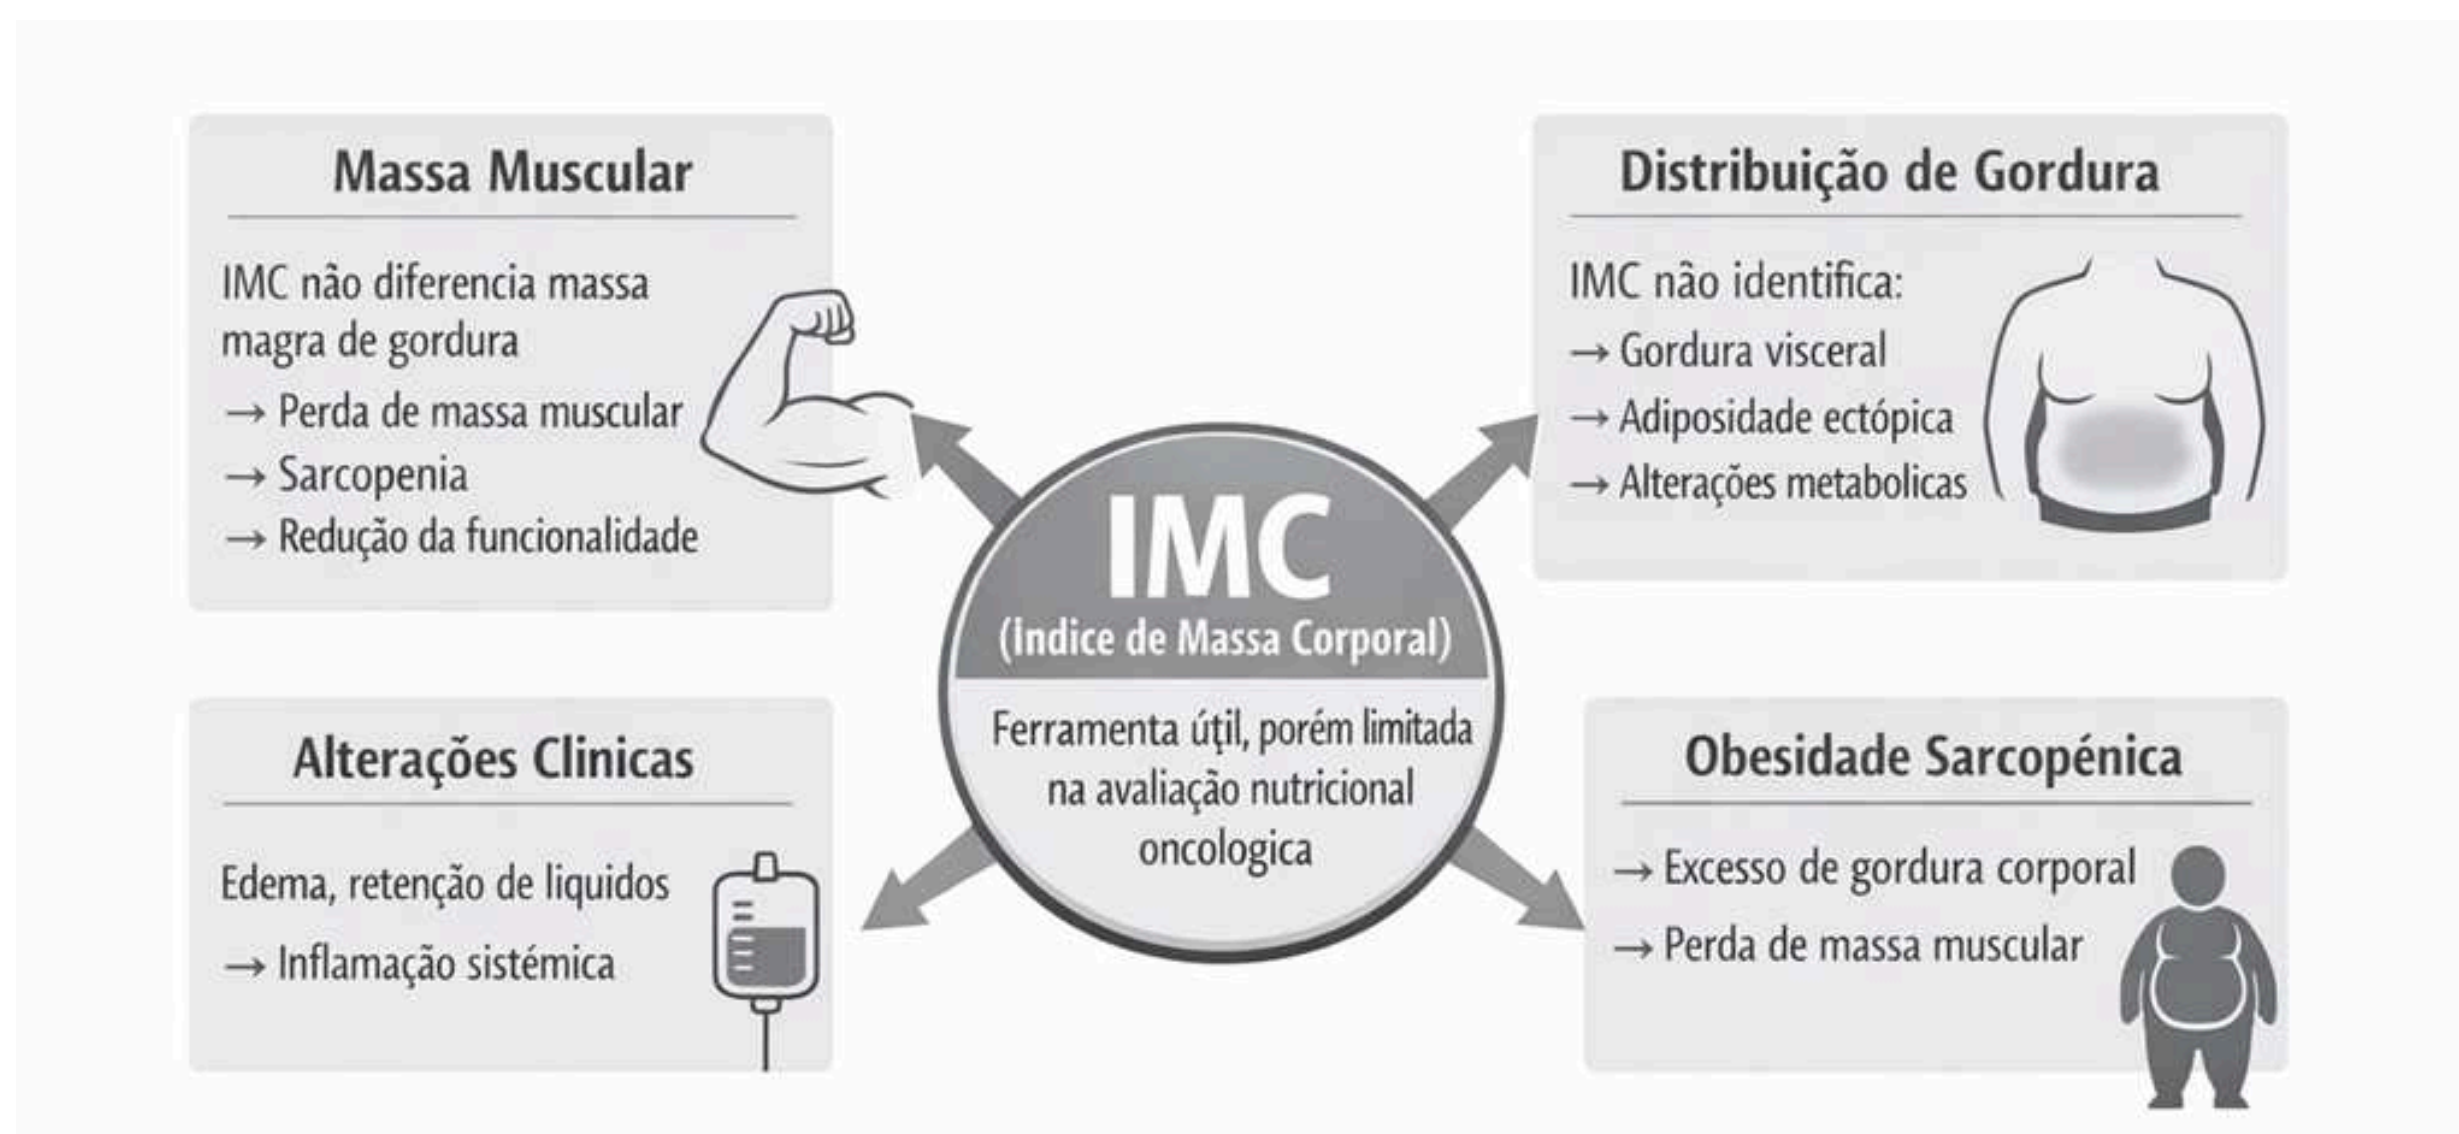 Massa Muscular
IMC não diferencia massa
magra de gordura
→ Perda de massa muscular
→ Sarcopenia
→ Redução da funcionalidade
Distribuição de Gordura
IMC não identifica:
→ Gordura visceral
→ Adiposidade ectópica
→ Alterações metabolicas
IMC
(Indice de Massa Corporal)
Ferramenta úţil, porém limitada
na avaliação nutricional
oncologica
Alterações Clinicas
Edema, retenção de liquidos
→ Inflamação sistémica
Obesidade Sarcopénica
→ Excesso de gordura corporal
→ Perda de massa muscular